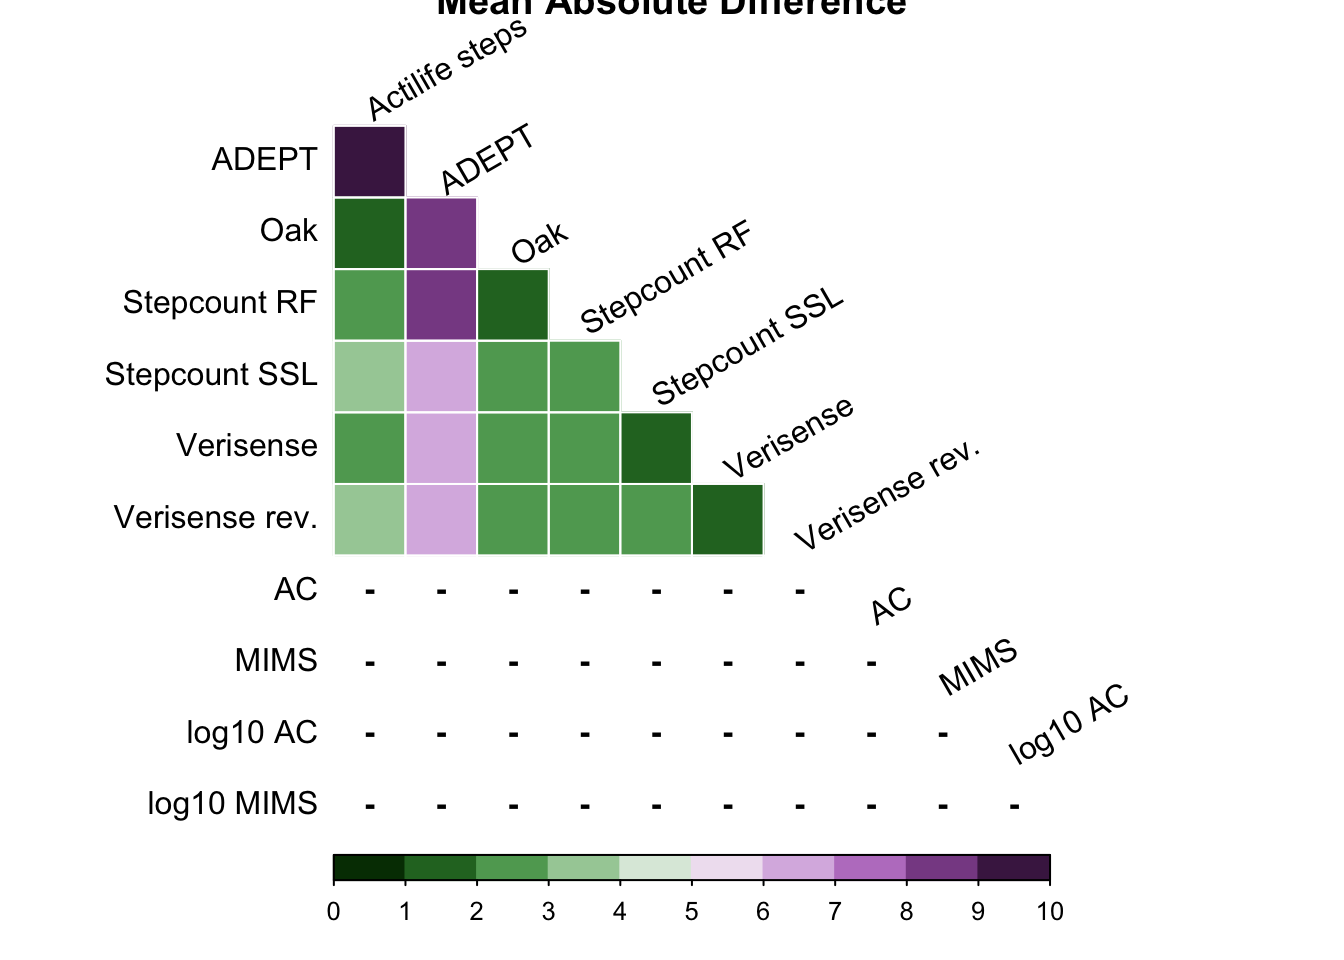 Mean Absolute Difference
Actilife steps
ADEPT
ADEPT
Oak
Oak
Stepcount RF
Stepcount RF
Stepcount SSL
Stepcount SSL
Verisense
Verisense
Verisense rev.
Verisense rev.
AC - - - - - - -
AC
MIMS - - - - - - - -
MIMS
log10 AC - - - - - - - - -
log10 AC
log10 MIMS - - - - - - - - - -
0 1 2 3 4 5 6 7 8 9 10